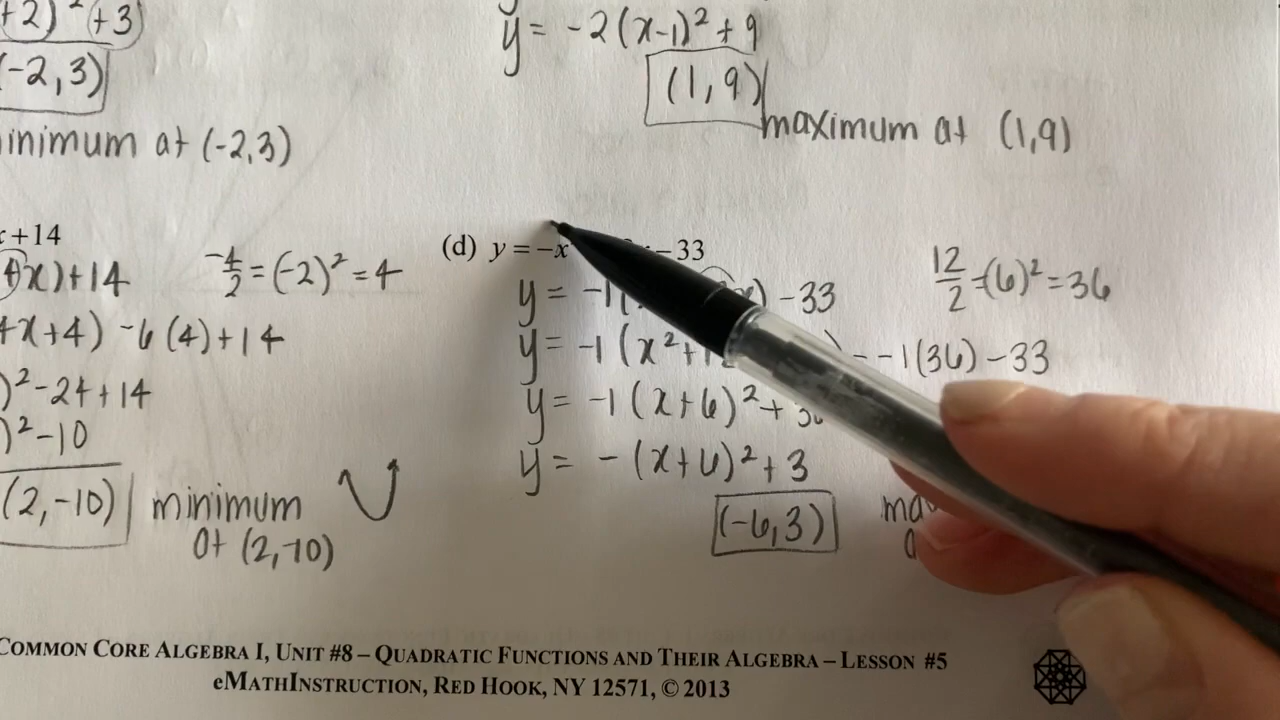 +2)² +3
(-2,3)
minimum at (-2,3)
y = -2(x-1)² + 9
(1,9)
maximum at (1,9)
+14
x)+14
-4/2 = (-2)² = 4
4x+4) -6(4)+14
)² -24+14
)² -10
(2,-10)
minimum
at (2,-10)
(d) y = -x - 33
y = -1( ) -33
12/2 = (6)² = 36
y = -1 (x²+ ) - -1(36) -33
y = -1 (x+6)² +
y = -(x+6)² +3
(-6,3)
COMMON CORE ALGEBRA I, UNIT #8 – QUADRATIC FUNCTIONS AND THEIR ALGEBRA – LESSON #5
eMATHINSTRUCTION, RED HOOK, NY 12571, © 2013